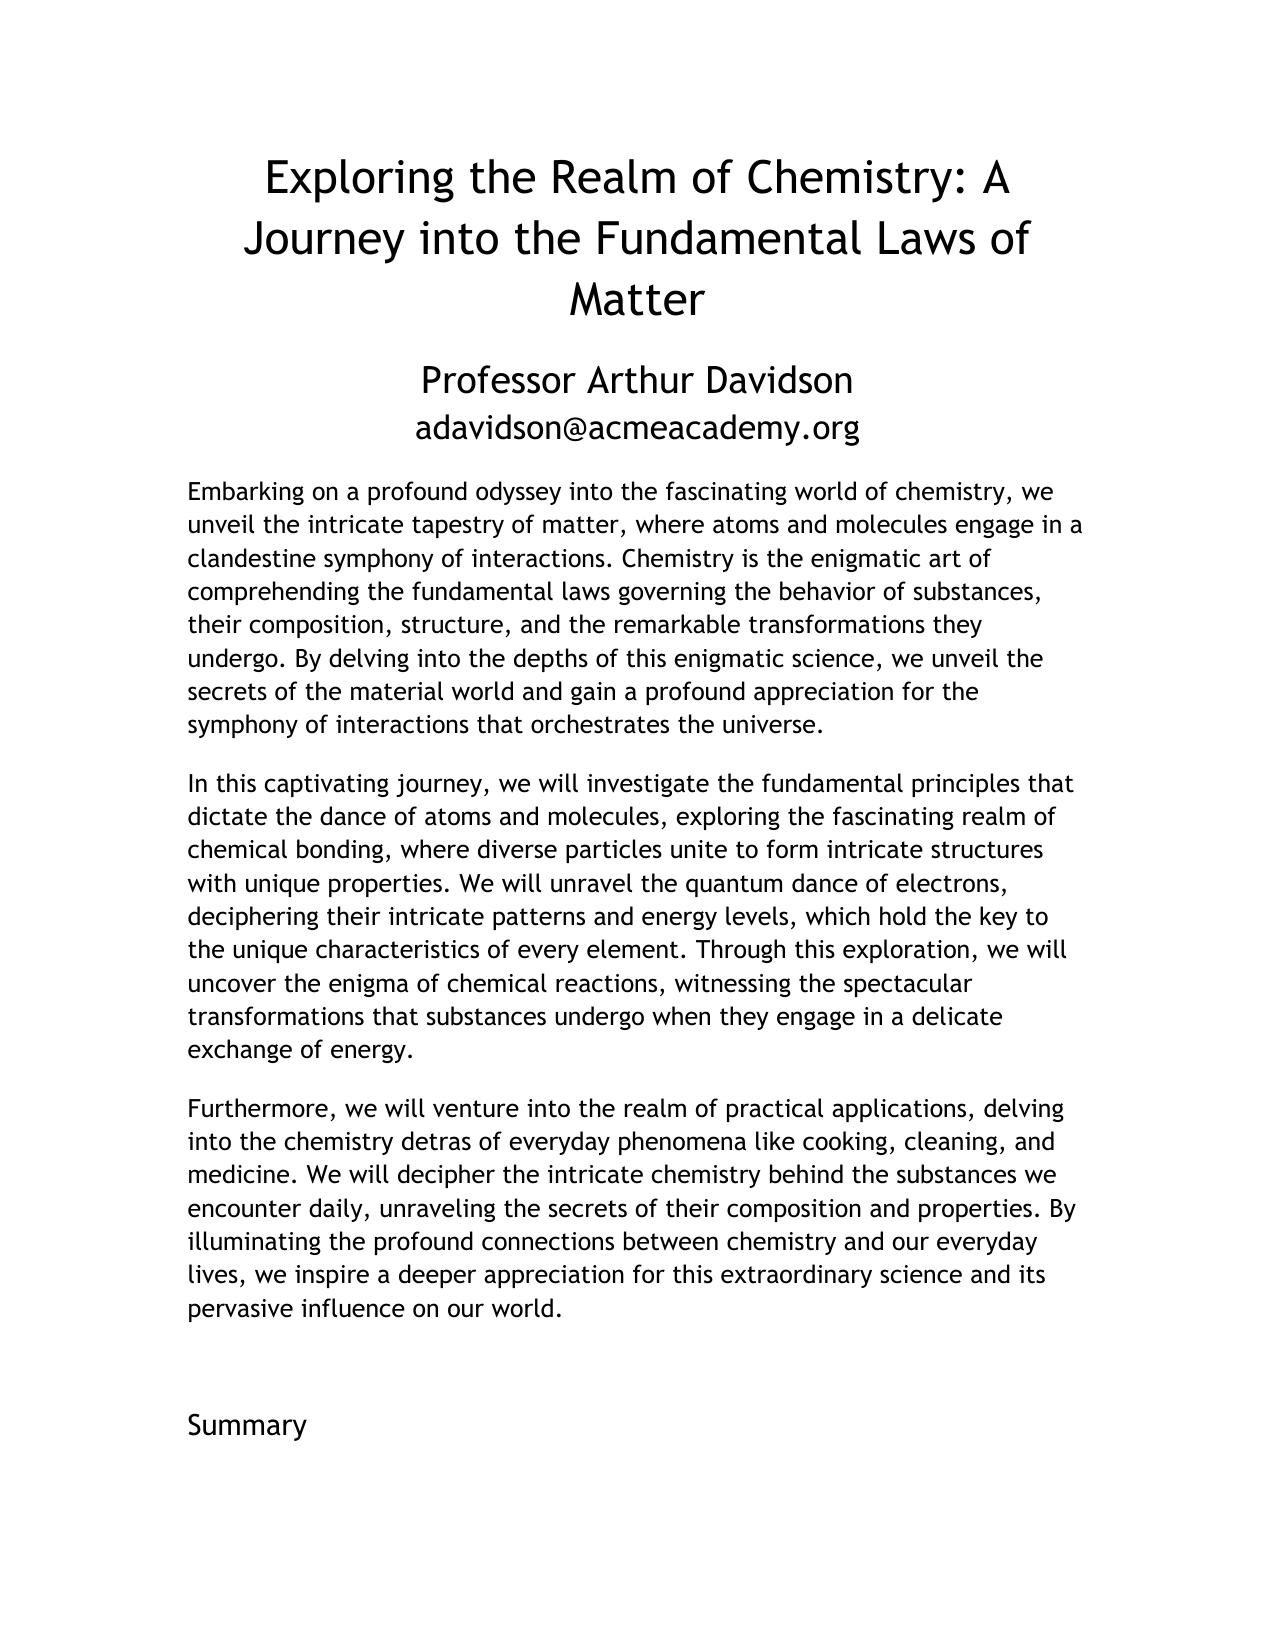 Exploring the Realm of Chemistry: A
Journey into the Fundamental Laws of
Matter
Professor Arthur Davidson
adavidson@acmeacademy.org
Embarking on a profound odyssey into the fascinating world of chemistry, we
unveil the intricate tapestry of matter, where atoms and molecules engage in a
clandestine symphony of interactions. Chemistry is the enigmatic art of
comprehending the fundamental laws governing the behavior of substances,
their composition, structure, and the remarkable transformations they
undergo. By delving into the depths of this enigmatic science, we unveil the
secrets of the material world and gain a profound appreciation for the
symphony of interactions that orchestrates the universe.
In this captivating journey, we will investigate the fundamental principles that
dictate the dance of atoms and molecules, exploring the fascinating realm of
chemical bonding, where diverse particles unite to form intricate structures
with unique properties. We will unravel the quantum dance of electrons,
deciphering their intricate patterns and energy levels, which hold the key to
the unique characteristics of every element. Through this exploration, we will
uncover the enigma of chemical reactions, witnessing the spectacular
transformations that substances undergo when they engage in a delicate
exchange of energy.
Furthermore, we will venture into the realm of practical applications, delving
into the chemistry detras of everyday phenomena like cooking, cleaning, and
medicine. We will decipher the intricate chemistry behind the substances we
encounter daily, unraveling the secrets of their composition and properties. By
illuminating the profound connections between chemistry and our everyday
lives, we inspire a deeper appreciation for this extraordinary science and its
pervasive influence on our world.
Summary